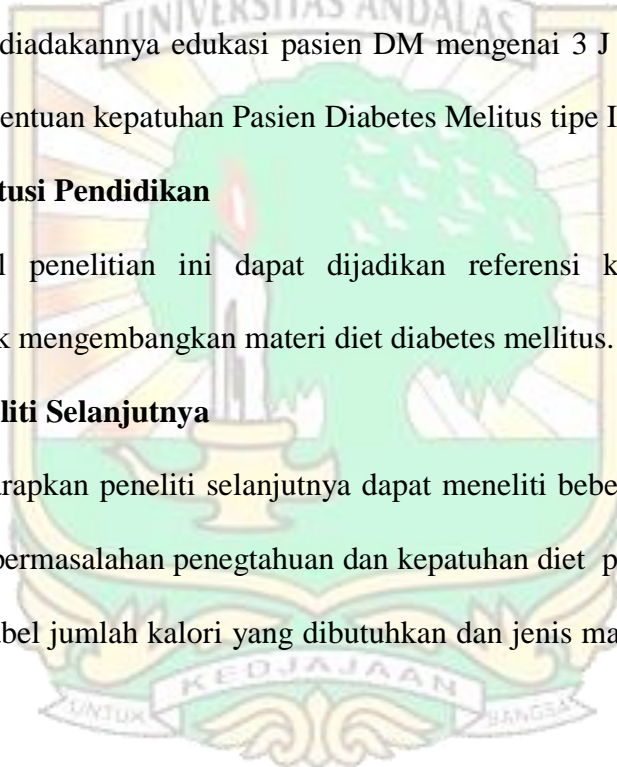 UNIVERSITAS ANDALAS
diadakannya edukasi pasien DM mengenai 3 J
entuan kepatuhan Pasien Diabetes Melitus tipe I
tusi Pendidikan
l penelitian ini dapat dijadikan referensi k
k mengembangkan materi diet diabetes mellitus.
liti Selanjutnya
arapkan peneliti selanjutnya dapat meneliti bebe
permasalahan penegtahuan dan kepatuhan diet p
abel jumlah kalori yang dibutuhkan dan jenis ma
UNTUK KEDJAJAAN BANGSA